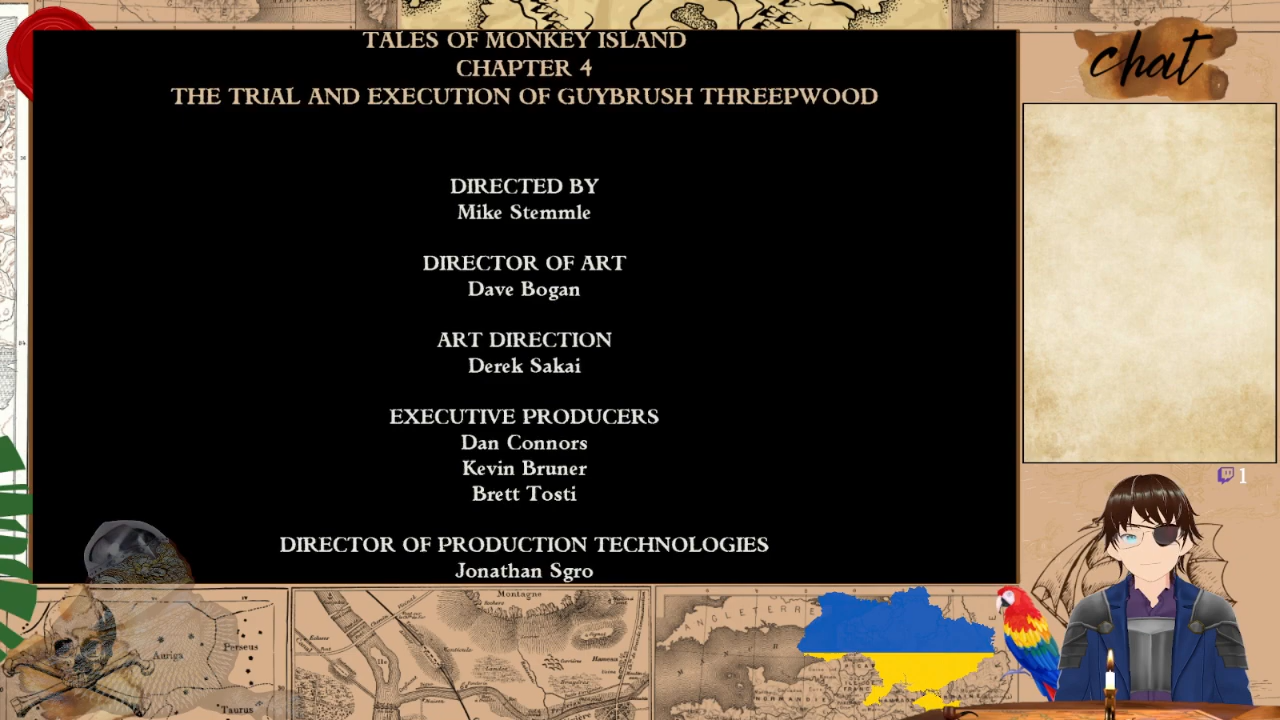 TALES OF MONKEY ISLAND
CHAPTER 4
THE TRIAL AND EXECUTION OF GUYBRUSH THREEPWOOD
DIRECTED BY
Mike Stemmle
DIRECTOR OF ART
Dave Bogan
ART DIRECTION
Derek Sakai
EXECUTIVE PRODUCERS
Dan Connors
Kevin Bruner
Brett Tosti
DIRECTOR OF PRODUCTION TECHNOLOGIES
Jonathan Sgro
chat
1
Montagne
Auriga
Perseus
Taurus